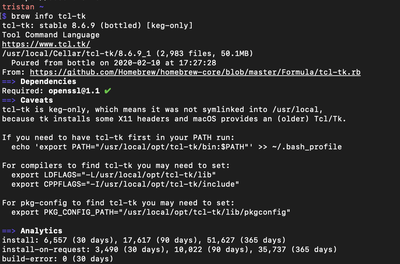 tristan ~
$ brew info tcl-tk
tcl-tk: stable 8.6.9 (bottled) [keg-only]
Tool Command Language
https://www.tcl.tk/
/usr/local/Cellar/tcl-tk/8.6.9_1 (2,983 files, 50.1MB)
  Poured from bottle on 2020-02-10 at 17:27:28
From: https://github.com/Homebrew/homebrew-core/blob/master/Formula/tcl-tk.rb
==> Dependencies
Required: openssl@1.1 ✔
==> Caveats
tcl-tk is keg-only, which means it was not symlinked into /usr/local,
because tk installs some X11 headers and macOS provides an (older) Tcl/Tk.

If you need to have tcl-tk first in your PATH run:
  echo 'export PATH="/usr/local/opt/tcl-tk/bin:$PATH"' >> ~/.bash_profile

For compilers to find tcl-tk you may need to set:
  export LDFLAGS="-L/usr/local/opt/tcl-tk/lib"
  export CPPFLAGS="-I/usr/local/opt/tcl-tk/include"

For pkg-config to find tcl-tk you may need to set:
  export PKG_CONFIG_PATH="/usr/local/opt/tcl-tk/lib/pkgconfig"

==> Analytics
install: 6,557 (30 days), 17,617 (90 days), 51,627 (365 days)
install-on-request: 3,490 (30 days), 10,022 (90 days), 35,737 (365 days)
build-error: 0 (30 days)